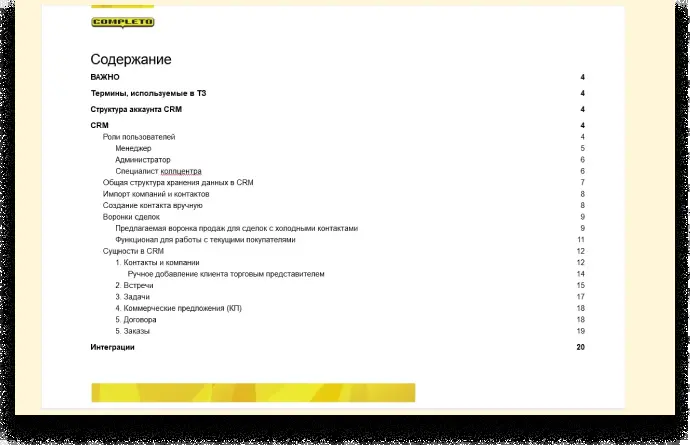 COMPLETO
Содержание
ВАЖНО 4
Термины, используемые в ТЗ 4
Структура аккаунта CRM 4
CRM 4
Роли пользователей 4
Менеджер 5
Администратор 6
Специалист коллцентра 6
Общая структура хранения данных в CRM 7
Импорт компаний и контактов 8
Создание контакта вручную 8
Воронки сделок 9
Предлагаемая воронка продаж для сделок с холодными контактами 9
Функционал для работы с текущими покупателями 11
Сущности в CRM 12
1. Контакты и компании 12
Ручное добавление клиента торговым представителем 14
2. Встречи 15
3. Задачи 17
4. Коммерческие предложения (КП) 18
5. Договора 18
5. Заказы 19
Интеграции 20